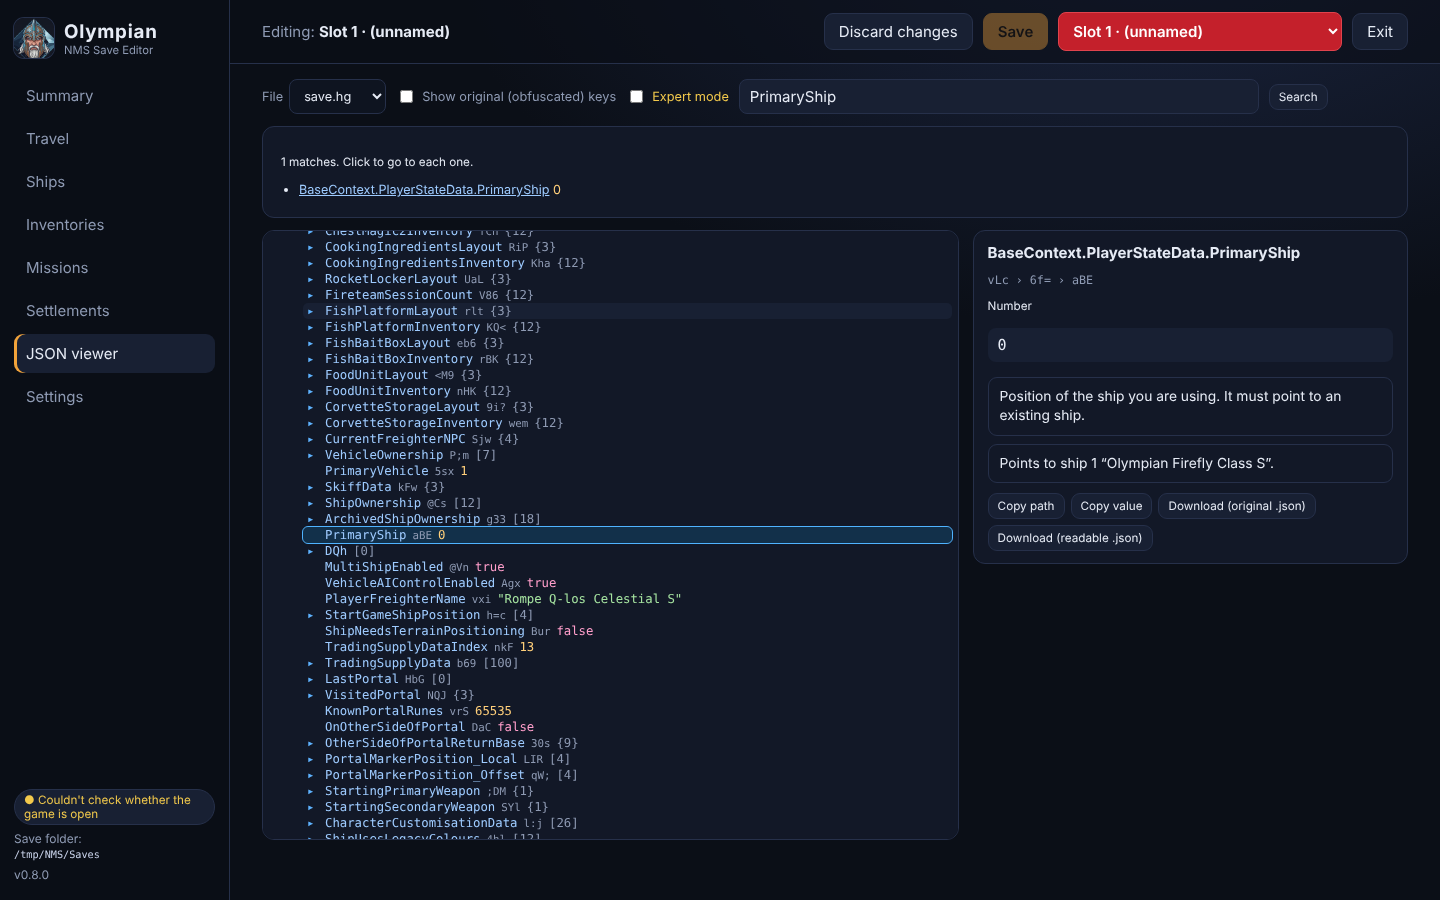 Olympian
NMS Save Editor
Summary
Travel
Ships
Inventories
Missions
Settlements
JSON viewer
Settings
Couldn't check whether the game is open
Save folder:
/tmp/NMS/Saves
v0.8.0
Editing: Slot 1 · (unnamed)
Discard changes
Save
Slot 1 · (unnamed)
Exit
File
save.hg
Show original (obfuscated) keys
Expert mode
PrimaryShip
Search
1 matches. Click to go to each one.
BaseContext.PlayerStateData.PrimaryShip 0
CookingIngredientsLayout RiP {3}
CookingIngredientsInventory Kha {12}
RocketLockerLayout UaL {3}
FireteamSessionCount V86 {12}
FishPlatformLayout rlt {3}
FishPlatformInventory KQ< {12}
FishBaitBoxLayout eb6 {3}
FishBaitBoxInventory rBK {12}
FoodUnitLayout <M9 {3}
FoodUnitInventory nHK {12}
CorvetteStorageLayout 9i? {3}
CorvetteStorageInventory wem {12}
CurrentFreighterNPC Sjw {4}
VehicleOwnership P;m [7]
PrimaryVehicle 5sx 1
SkiffData kFw {3}
ShipOwnership @Cs [12]
ArchivedShipOwnership g33 [18]
PrimaryShip aBE 0
DQh [0]
MultiShipEnabled @Vn true
VehicleAIControlEnabled Agx true
PlayerFreighterName vxi "Rompe Q-los Celestial S"
StartGameShipPosition h=c [4]
ShipNeedsTerrainPositioning Bur false
TradingSupplyDataIndex nkF 13
TradingSupplyData b69 [100]
LastPortal HbG [0]
VisitedPortal NQJ {3}
KnownPortalRunes vrS 65535
OnOtherSideOfPortal DaC false
OtherSideOfPortalReturnBase 30s {9}
PortalMarkerPosition_Local LIR [4]
PortalMarkerPosition_Offset qW; [4]
StartingPrimaryWeapon ;DM {1}
StartingSecondaryWeapon SYl {1}
CharacterCustomisationData l:j [26]
BaseContext.PlayerStateData.PrimaryShip
vLc › 6f= › aBE
Number
0
Position of the ship you are using. It must point to an
existing ship.
Points to ship 1 “Olympian Firefly Class S”.
Copy path
Copy value
Download (original .json)
Download (readable .json)